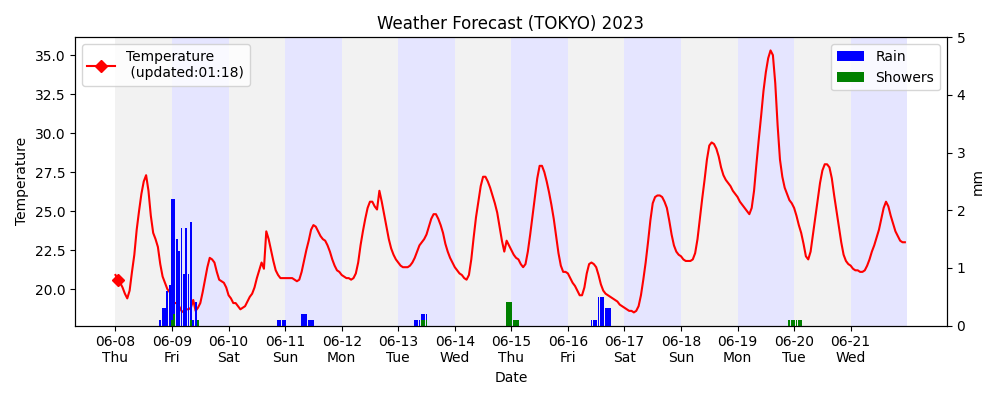 Weather Forecast (TOKYO) 2023
Temperature
(updated:01:18)
Rain
Showers
Temperature
35.0
32.5
30.0
27.5
25.0
22.5
20.0
5
4
3
2
1
0
mm
06-08 06-09 06-10 06-11 06-12 06-13 06-14 06-15 06-16 06-17 06-18 06-19 06-20 06-21
Thu Fri Sat Sun Mon Tue Wed Thu Fri Sat Sun Mon Tue Wed
Date